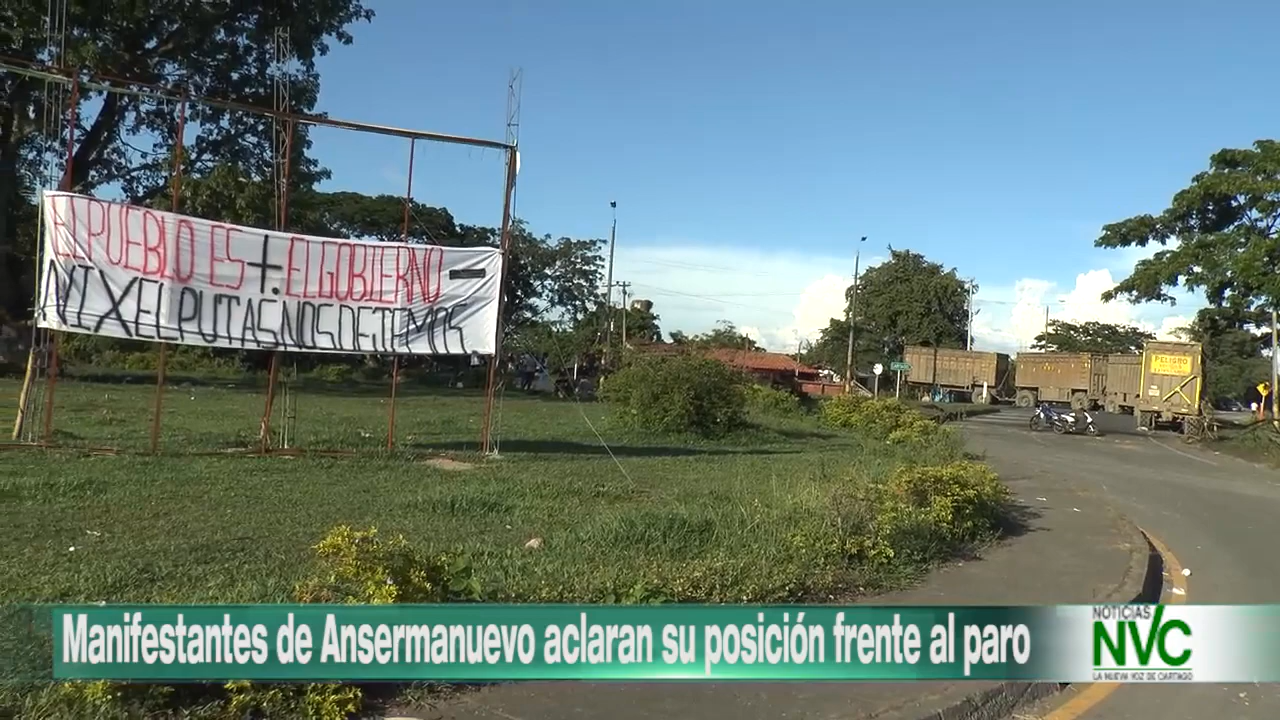 EL PUEBLO ES +. EL GOBIERNO -
NI X EL PUTAS NOS DETEMOS
PELIGRO
Manifestantes de Ansermanuevo aclaran su posición frente al paro
NOTICIAS
NVC
LA NUEVA VOZ DE CARTAGO